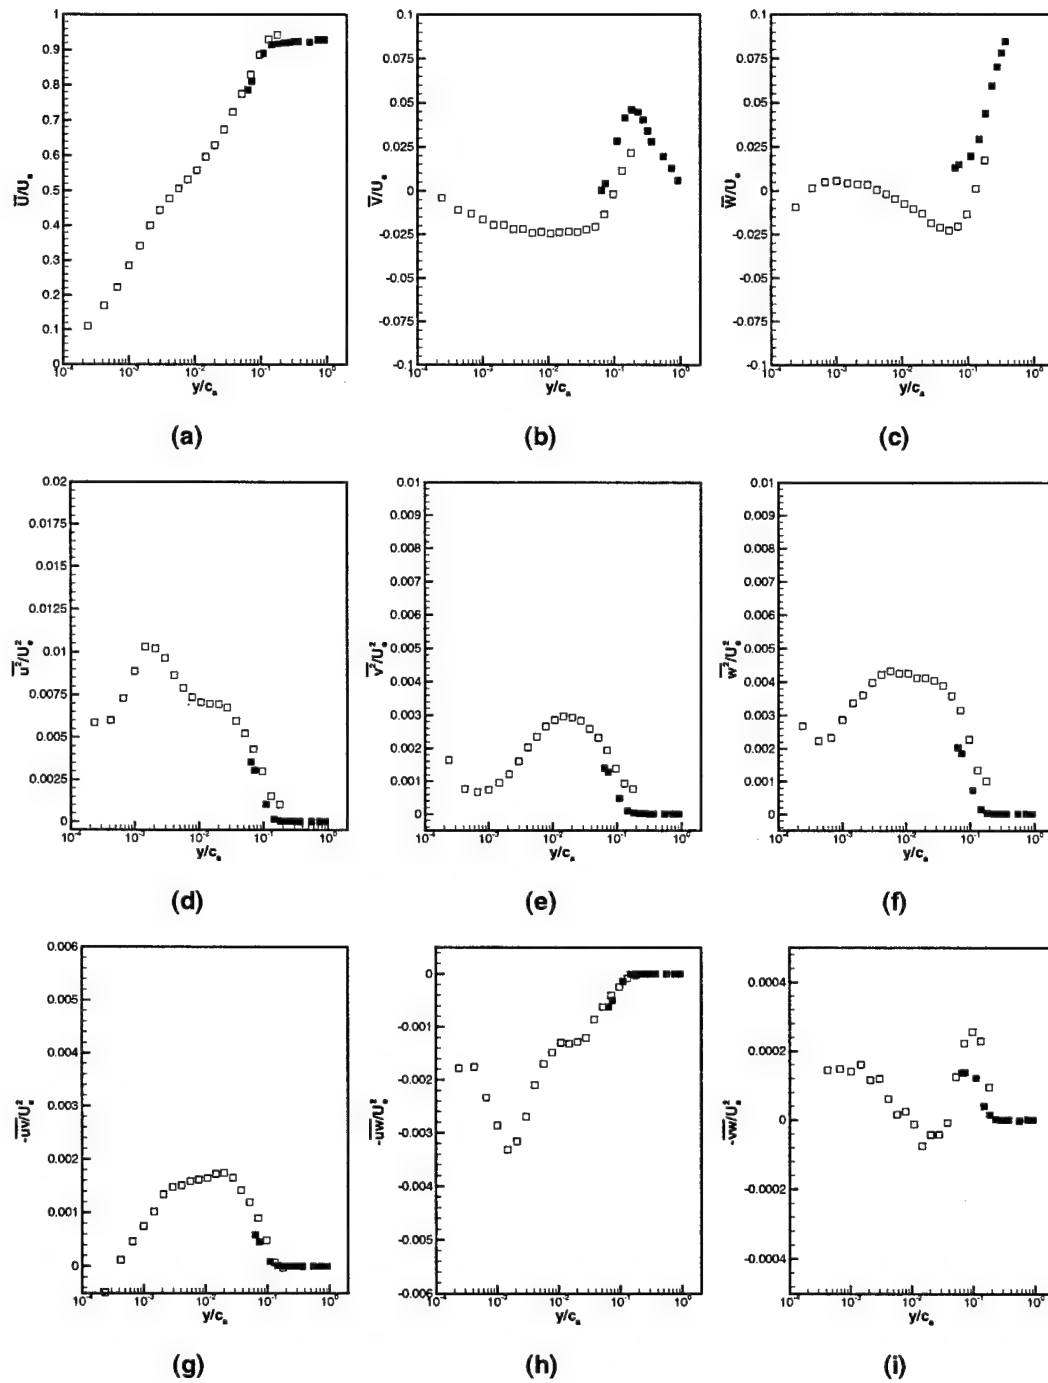 1
0.9
0.8
0.7
0.6
0.5
0.4
0.3
0.2
0.1
0
U/Uₑ
10⁻⁴ 10⁻³ 10⁻² 10⁻¹ 10⁰
y/cₐ
(a)
0.1
0.075
0.05
0.025
0
-0.025
-0.05
-0.075
-0.1
V/Uₑ
10⁻⁴ 10⁻³ 10⁻² 10⁻¹ 10⁰
y/cₐ
(b)
0.1
0.075
0.05
0.025
0
-0.025
-0.05
-0.075
-0.1
W/Uₑ
10⁻⁴ 10⁻³ 10⁻² 10⁻¹ 10⁰
y/cₐ
(c)
0.02
0.0175
0.015
0.0125
0.01
0.0075
0.005
0.0025
0
u²/Uₑ²
10⁻⁴ 10⁻³ 10⁻² 10⁻¹ 10⁰
y/cₐ
(d)
0.01
0.009
0.008
0.007
0.006
0.005
0.004
0.003
0.002
0.001
0
v²/Uₑ²
10⁻⁴ 10⁻³ 10⁻² 10⁻¹ 10⁰
y/cₐ
(e)
0.01
0.009
0.008
0.007
0.006
0.005
0.004
0.003
0.002
0.001
0
w²/Uₑ²
10⁻⁴ 10⁻³ 10⁻² 10⁻¹ 10⁰
y/cₐ
(f)
0.006
0.005
0.004
0.003
0.002
0.001
0
-uv/Uₑ²
10⁻⁴ 10⁻³ 10⁻² 10⁻¹ 10⁰
y/cₐ
(g)
0
-0.001
-0.002
-0.003
-0.004
-0.005
-0.006
-uw/Uₑ²
10⁻⁴ 10⁻³ 10⁻² 10⁻¹ 10⁰
y/cₐ
(h)
0.0004
0.0002
0
-0.0002
-0.0004
-vw/Uₑ²
10⁻⁴ 10⁻³ 10⁻² 10⁻¹ 10⁰
y/cₐ
(i)